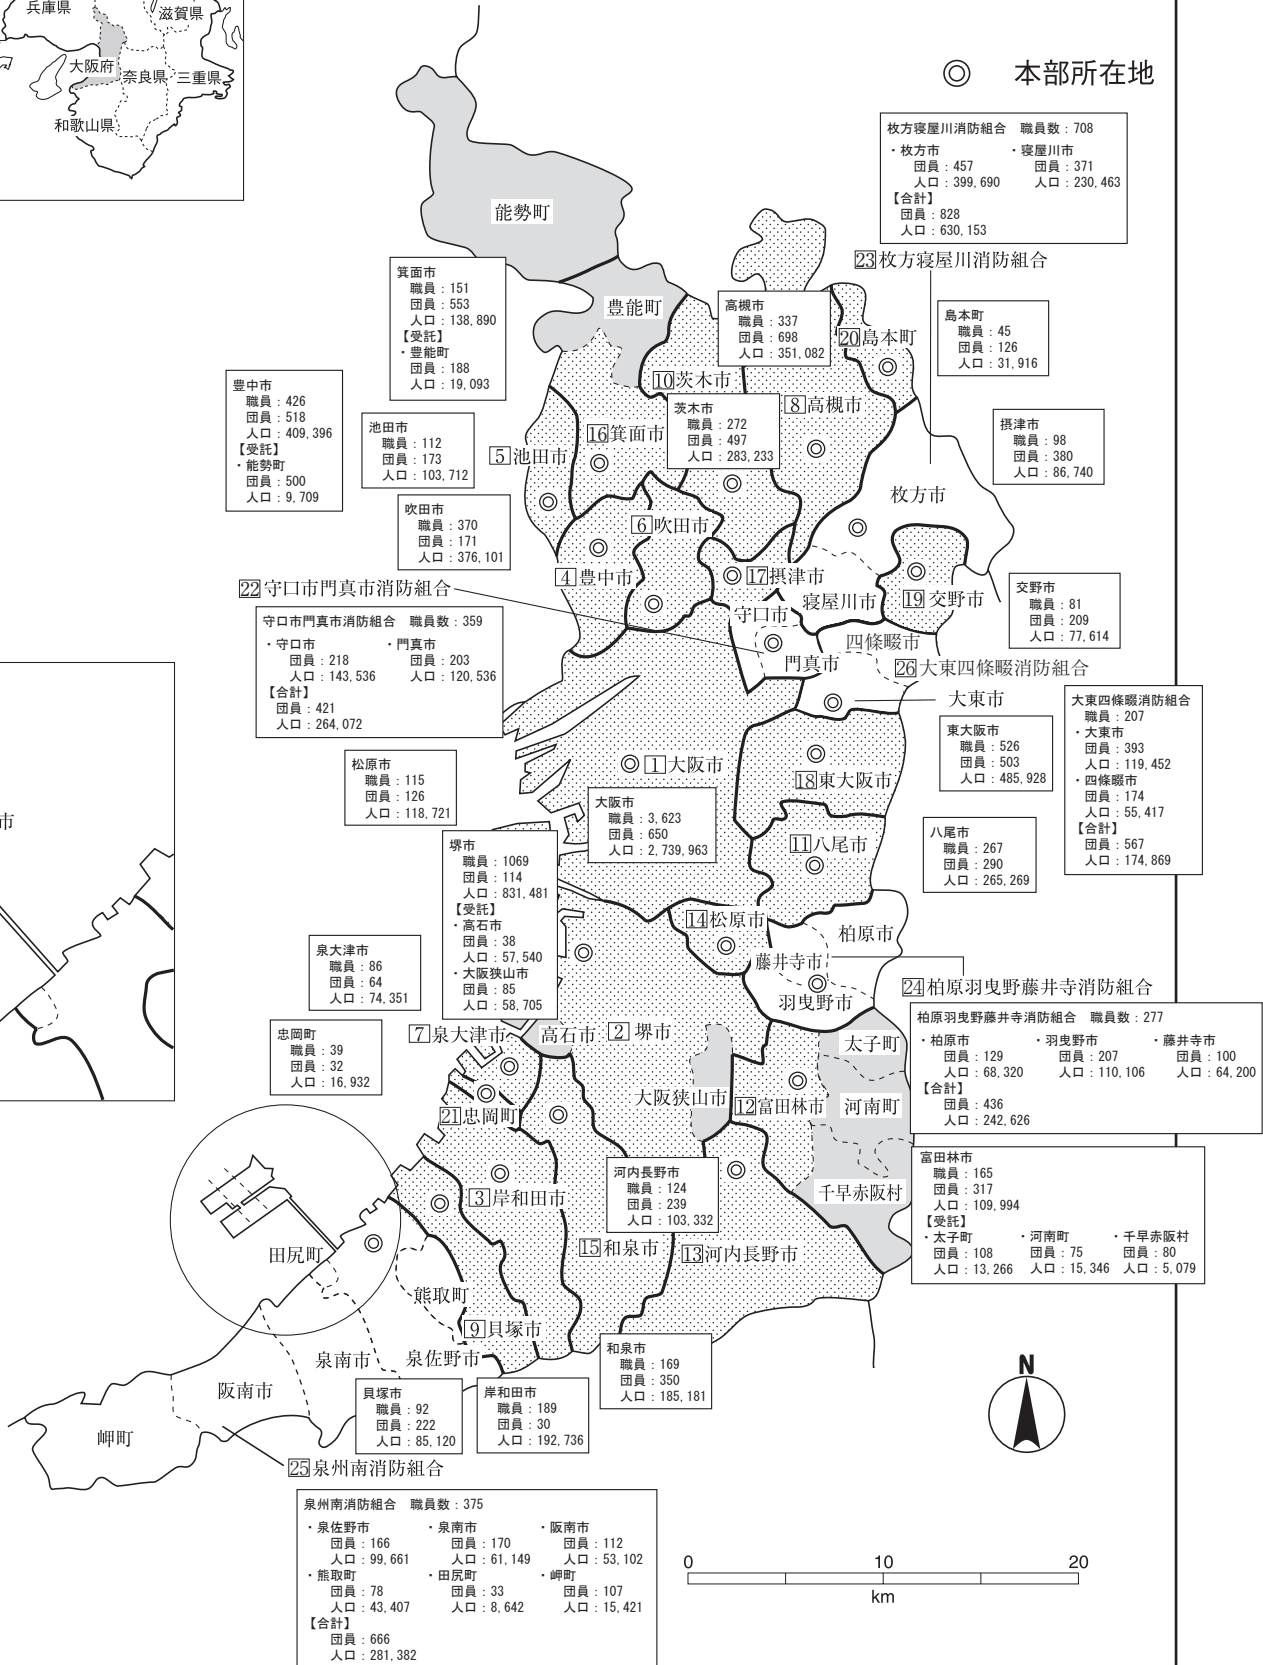 兵庫県
滋賀県
大阪府
奈良県
三重県
和歌山県
◎ 本部所在地
枚方寝屋川消防組合 職員数：708
・枚方市 ・寝屋川市
団員：457 団員：371
人口：399,690 人口：230,463
【合計】
団員：828
人口：630,153
23枚方寝屋川消防組合
能勢町
箕面市
職員：151
団員：553
人口：138,890
【受託】
・豊能町
団員：188
人口：19,093
豊能町
高槻市
職員：337
団員：698
人口：351,082
20島本町
島本町
職員：45
団員：126
人口：31,916
豊中市
職員：426
団員：518
人口：409,396
【受託】
・能勢町
団員：500
人口：9,709
池田市
職員：112
団員：173
人口：103,712
10茨木市
茨木市
職員：272
団員：497
人口：283,233
8高槻市
摂津市
職員：98
団員：380
人口：86,740
16箕面市
5池田市
吹田市
職員：370
団員：171
人口：376,101
6吹田市
枚方市
4豊中市
17摂津市
寝屋川市
19交野市
交野市
職員：81
団員：209
人口：77,614
22守口市門真市消防組合
守口市門真市消防組合 職員数：359
・守口市 ・門真市
団員：218 団員：203
人口：143,536 人口：120,536
【合計】
団員：421
人口：264,072
守口市
四條畷市
門真市
26大東四條畷消防組合
大東市
大東四條畷消防組合
職員：207
・大東市
団員：393
人口：119,452
・四條畷市
団員：174
人口：55,417
【合計】
団員：567
人口：174,869
東大阪市
職員：526
団員：503
人口：485,928
松原市
職員：115
団員：126
人口：118,721
1大阪市
18東大阪市
大阪市
職員：3,623
団員：650
人口：2,739,963
市
11八尾市
八尾市
職員：267
団員：290
人口：265,269
堺市
職員：1069
団員：114
人口：831,481
【受託】
・高石市
団員：38
人口：57,540
・大阪狭山市
団員：85
人口：58,705
14松原市
柏原市
藤井寺市
羽曳野市
泉大津市
職員：86
団員：64
人口：74,351
24柏原羽曳野藤井寺消防組合
柏原羽曳野藤井寺消防組合 職員数：277
・柏原市 ・羽曳野市 ・藤井寺市
団員：129 団員：207 団員：100
人口：68,320 人口：110,106 人口：64,200
【合計】
団員：436
人口：242,626
忠岡町
職員：39
団員：32
人口：16,932
7泉大津市
高石市
2堺市
太子町
大阪狭山市
12富田林市
河南町
21忠岡町
河内長野市
職員：124
団員：239
人口：103,332
千早赤阪村
富田林市
職員：165
団員：317
人口：109,994
【受託】
・太子町 ・河南町 ・千早赤阪村
団員：108 団員：75 団員：80
人口：13,266 人口：15,346 人口：5,079
3岸和田市
15和泉市
13河内長野市
田尻町
熊取町
9貝塚市
泉南市
泉佐野市
和泉市
職員：169
団員：350
人口：185,181
阪南市
貝塚市
職員：92
団員：222
人口：85,120
岸和田市
職員：189
団員：30
人口：192,736
岬町
25泉州南消防組合
泉州南消防組合 職員数：375
・泉佐野市 ・泉南市 ・阪南市
団員：166 団員：170 団員：112
人口：99,661 人口：61,149 人口：53,102
・熊取町 ・田尻町 ・岬町
団員：78 団員：33 団員：107
人口：43,407 人口：8,642 人口：15,421
【合計】
団員：666
人口：281,382
N
0 10 20
km